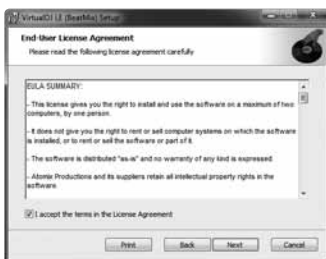 VirtualDJ LE (BeatMix) Setup
End-User License Agreement
Please read the following license agreement carefully
EULA SUMMARY:
- This license gives you the right to install and use the software on a maximum of two
computers, by one person.
- It does not give you the right to rent or sell computer systems on which the software
is installed, or to rent or sell the software or part of it.
- The software is distributed "as-is" and no warranty of any kind is expressed.
- Atomix Productions and its suppliers retain all intellectual property rights in the
software.
I accept the terms in the License Agreement
Print
Back
Next
Cancel